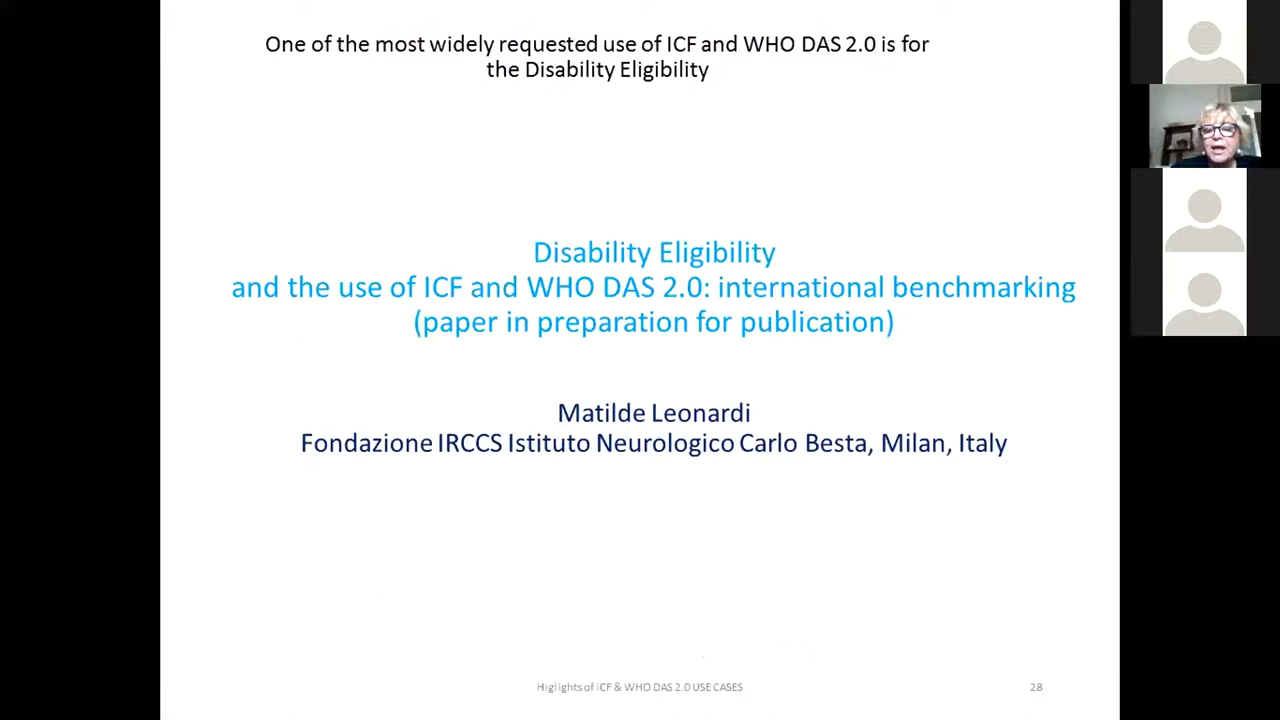 One of the most widely requested use of ICF and WHO DAS 2.0 is for
the Disability Eligibility
Disability Eligibility
and the use of ICF and WHO DAS 2.0: international benchmarking
(paper in preparation for publication)
Matilde Leonardi
Fondazione IRCCS Istituto Neurologico Carlo Besta, Milan, Italy
Higlights of ICF & WHO DAS 2.0 USE CASES
28